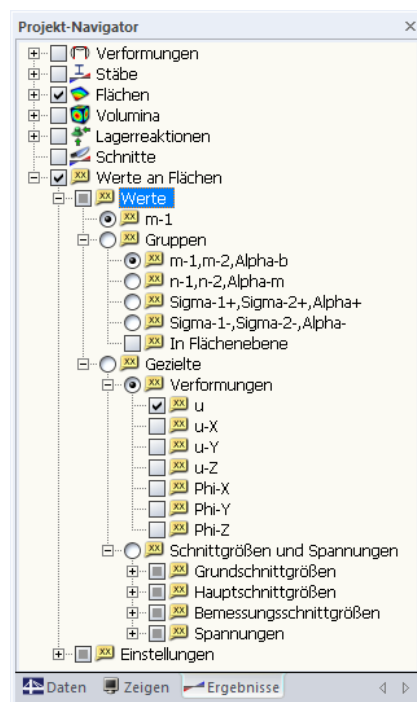 Projekt-Navigator
Verformungen
Stäbe
Flächen
Volumina
Lagerreaktionen
Schnitte
Werte an Flächen
Werte
m-1
Gruppen
m-1,m-2,Alpha-b
n-1,n-2,Alpha-m
Sigma-1+,Sigma-2+,Alpha+
Sigma-1-,Sigma-2-,Alpha-
In Flächenebene
Gezielte
Verformungen
u
u-X
u-Y
u-Z
Phi-X
Phi-Y
Phi-Z
Schnittgrößen und Spannungen
Grundschnittgrößen
Hauptschnittgrößen
Bemessungsschnittgrößen
Spannungen
Einstellungen
Daten Zeigen Ergebnisse